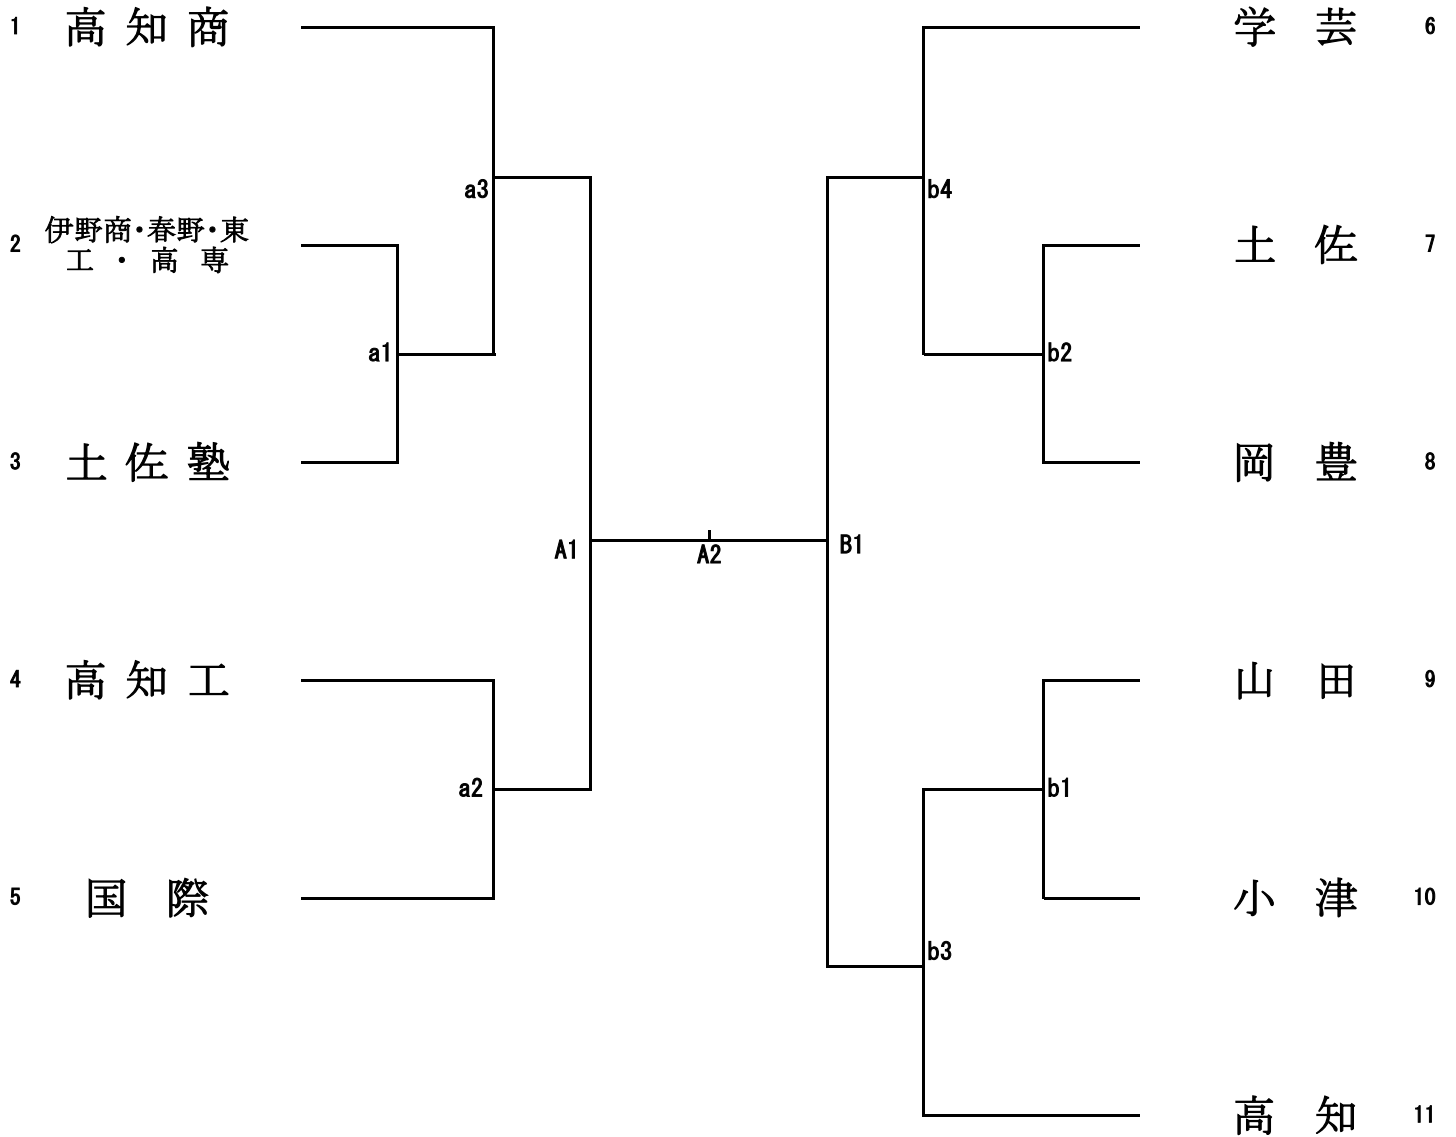 1 高知商
a3
2 伊野商・春野・東
工・高専
a1
3 土佐塾
A1
4 高知工
a2
5 国際
A2
学芸 6
b4
土佐 7
b2
岡豊 8
B1
山田 9
b1
小津 10
b3
高知 11